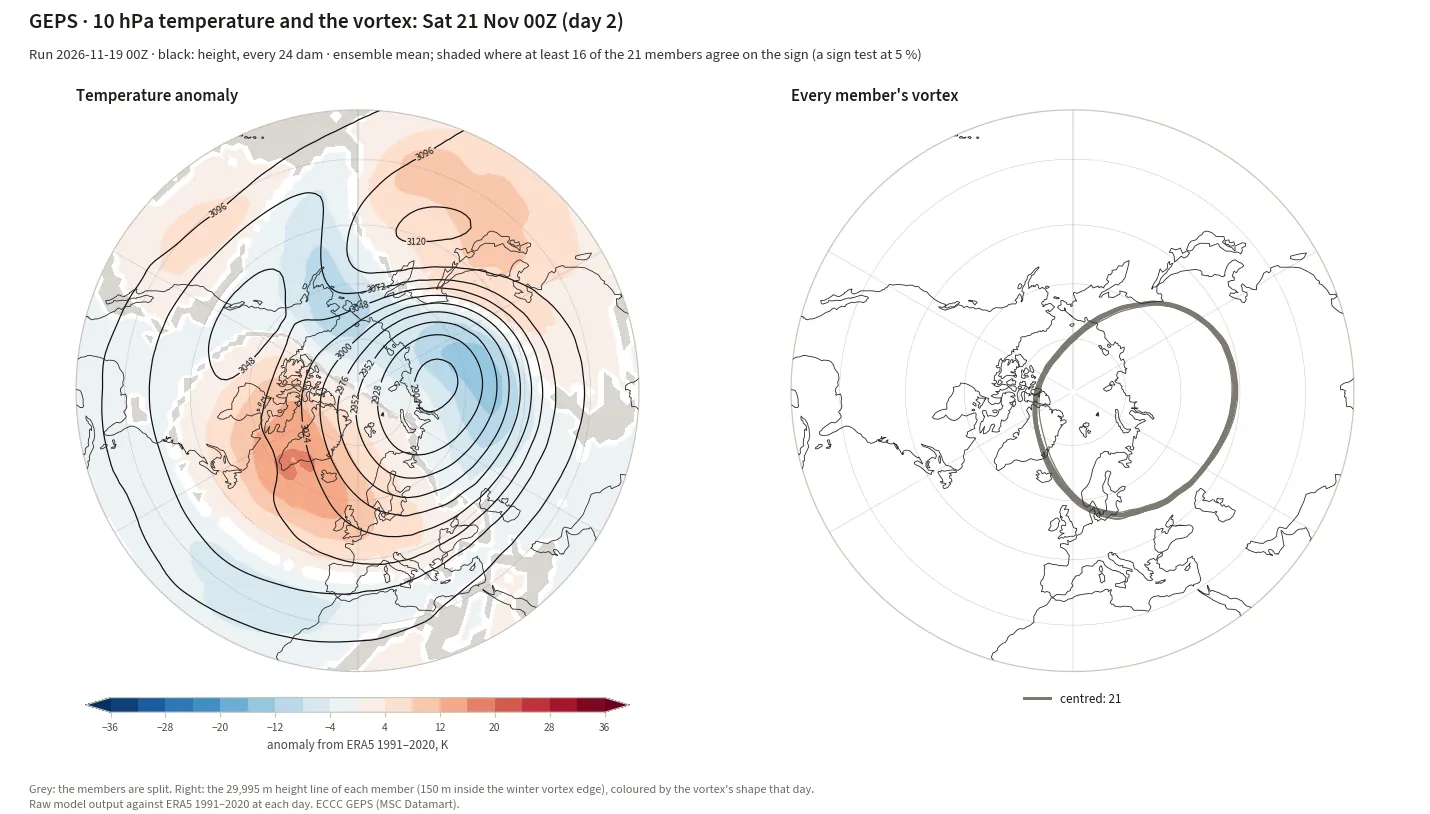 GEPS · 10 hPa temperature and the vortex: Sat 21 Nov 00Z (day 2)
Run 2026-11-19 00Z · black: height, every 24 dam · ensemble mean; shaded where at least 16 of the 21 members agree on the sign (a sign test at 5 %)
Temperature anomaly
Every member's vortex
3096
3096
3120
3072
3048
3000
3048
2952
2976
2928
2952
2904
3024
−36 −28 −20 −12 −4 4 12 20 28 36
anomaly from ERA5 1991–2020, K
centred: 21
Grey: the members are split. Right: the 29,995 m height line of each member (150 m inside the winter vortex edge), coloured by the vortex's shape that day.
Raw model output against ERA5 1991–2020 at each day. ECCC GEPS (MSC Datamart).